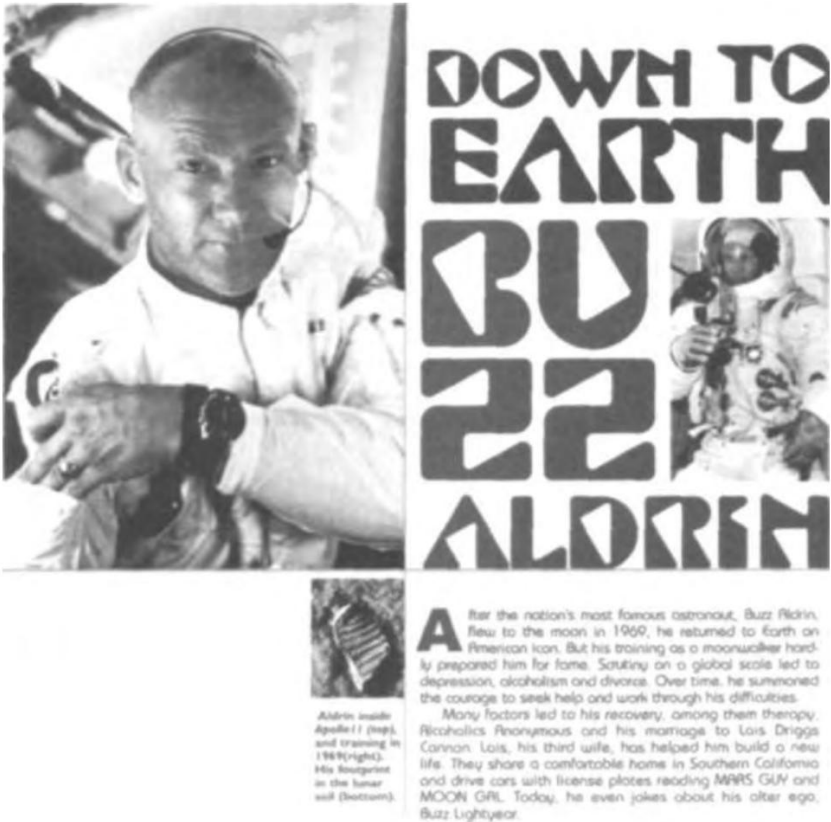 DOWN TO
EARTH
BU
ZZ
ALDRIN
After the nation's most famous astronaut, Buzz Aldrin,
flew to the moon in 1969, he returned to Earth an
American icon. But his training as a moonwalker hard-
ly prepared him for fame. Scrutiny on a global scale led to
depression, alcoholism and divorce. Over time, he summoned
the courage to seek help and work through his difficulties.
Many factors led to his recovery, among them therapy,
Alcoholics Anonymous and his marriage to Lois Driggs
Cannon. Lois, his third wife, has helped him build a new
life. They share a comfortable home in Southern California
and drive cars with license plates reading MARS GUY and
MOON GAL. Today, he even jokes about his alter ego,
Buzz Lightyear.
Aldrin inside
Apollo 11 (top),
and training in
1969(right).
His footprint
in the lunar
soil (bottom).